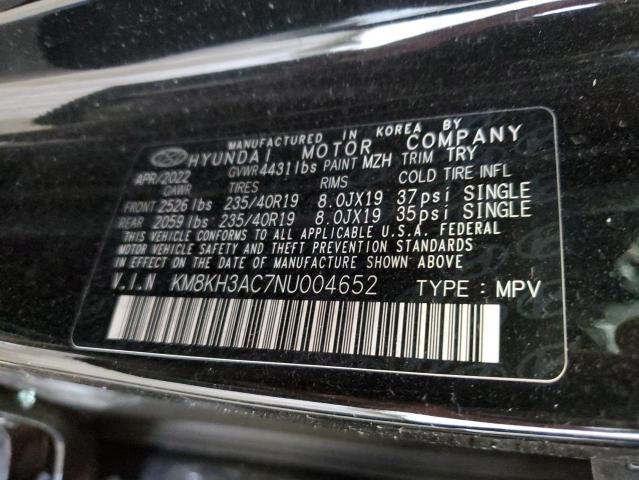 MANUFACTURED IN KOREA BY
HYUNDAI MOTOR COMPANY
APR/2022 GVWR 4431lbs PAINT MZH TRIM TRY
GAWR TIRES RIMS COLD TIRE INFL
FRONT 2526 lbs 235/40R19 8.0JX19 37psi SINGLE
REAR 2059 lbs 235/40R19 8.0JX19 35psi SINGLE
THIS VEHICLE CONFORMS TO ALL APPLICABLE U.S.A. FEDERAL
MOTOR VEHICLE SAFETY AND THEFT PREVENTION STANDARDS
IN EFFECT ON THE DATE OF MANUFACTURE SHOWN ABOVE
V.I.N KM8KH3AC7NU004652 TYPE : MPV